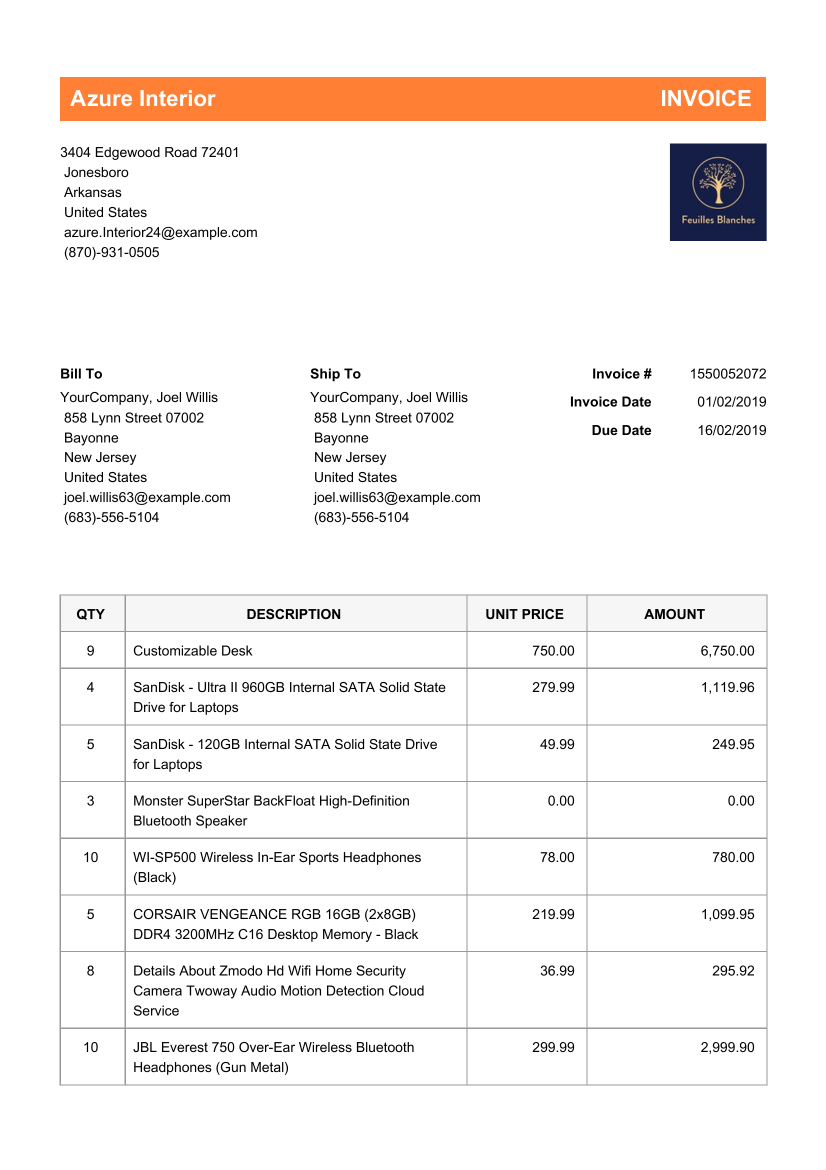 Azure Interior INVOICE
3404 Edgewood Road 72401
Jonesboro
Arkansas
United States
azure.Interior24@example.com
(870)-931-0505
Feuilles Blanches
Bill To
YourCompany, Joel Willis
858 Lynn Street 07002
Bayonne
New Jersey
United States
joel.willis63@example.com
(683)-556-5104
Ship To
YourCompany, Joel Willis
858 Lynn Street 07002
Bayonne
New Jersey
United States
joel.willis63@example.com
(683)-556-5104
Invoice # 1550052072
Invoice Date 01/02/2019
Due Date 16/02/2019
QTY DESCRIPTION UNIT PRICE AMOUNT
9 Customizable Desk 750.00 6,750.00
4 SanDisk - Ultra II 960GB Internal SATA Solid State 279.99 1,119.96
Drive for Laptops
5 SanDisk - 120GB Internal SATA Solid State Drive 49.99 249.95
for Laptops
3 Monster SuperStar BackFloat High-Definition 0.00 0.00
Bluetooth Speaker
10 WI-SP500 Wireless In-Ear Sports Headphones 78.00 780.00
(Black)
5 CORSAIR VENGEANCE RGB 16GB (2x8GB) 219.99 1,099.95
DDR4 3200MHz C16 Desktop Memory - Black
8 Details About Zmodo Hd Wifi Home Security 36.99 295.92
Camera Twoway Audio Motion Detection Cloud
Service
10 JBL Everest 750 Over-Ear Wireless Bluetooth 299.99 2,999.90
Headphones (Gun Metal)